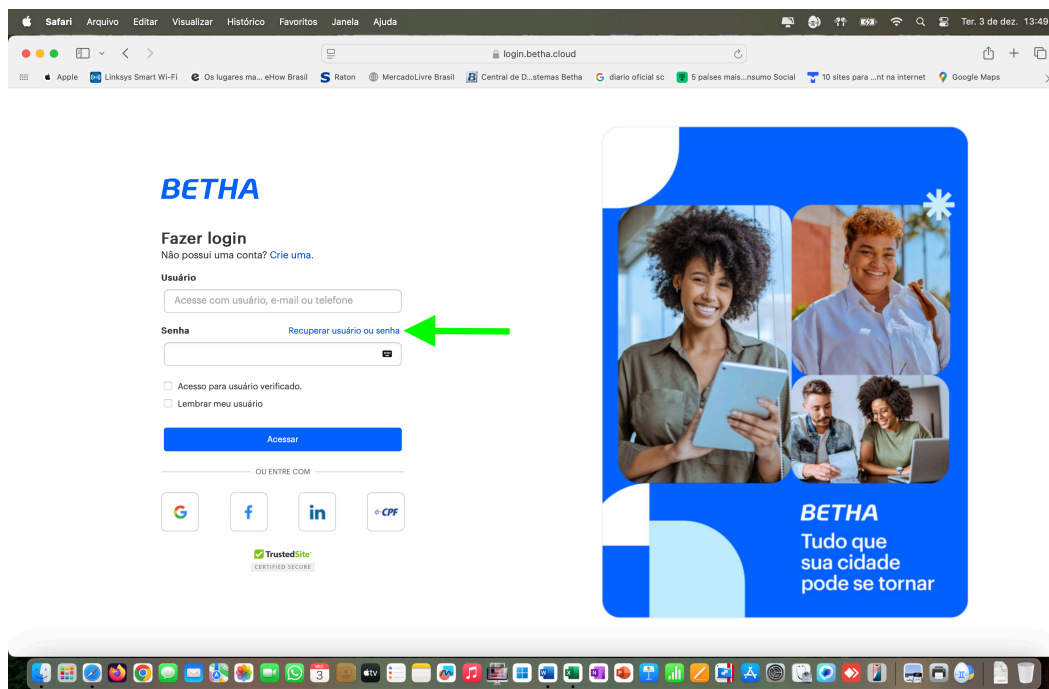 Safari Arquivo Editar Visualizar Histórico Favoritos Janela Ajuda Ter. 3 de dez. 13:49
login.betha.cloud
Apple Linksys Smart Wi-Fi Os lugares ma... eHow Brasil Raton MercadoLivre Brasil Central de D...stemas Betha diario oficial sc 5 países mais...nsumo Social 10 sites para ...nt na internet Google Maps
BETHA
Fazer login
Não possui uma conta? Crie uma.
Usuário
Acesse com usuário, e-mail ou telefone
Senha Recuperar usuário ou senha
Acesso para usuário verificado.
Lembrar meu usuário
Acessar
OU ENTRE COM
G f in e-CPF
TrustedSite
CERTIFIED SECURE
BETHA
Tudo que
sua cidade
pode se tornar
3 tv